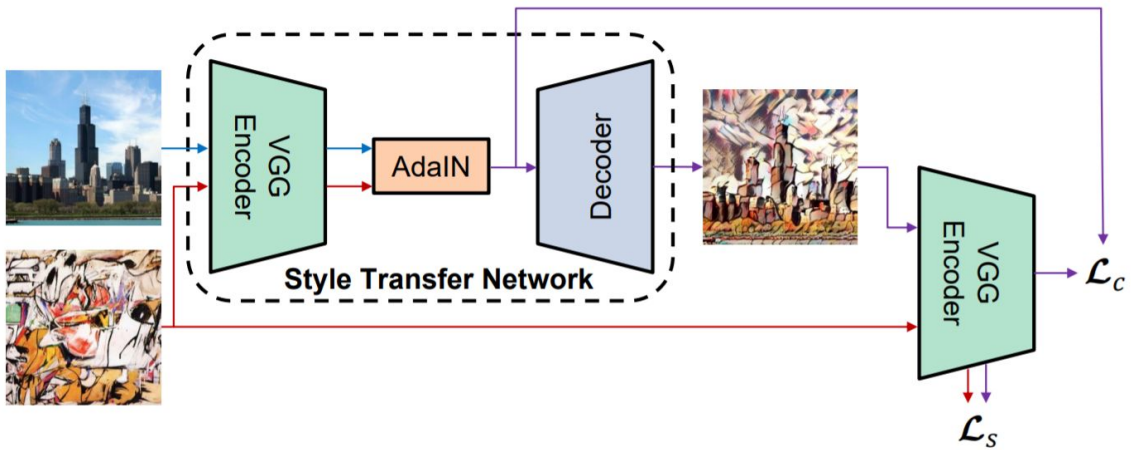 VGG
Encoder
AdaIN
Decoder
Style Transfer Network
VGG
Encoder
ℒc
ℒs